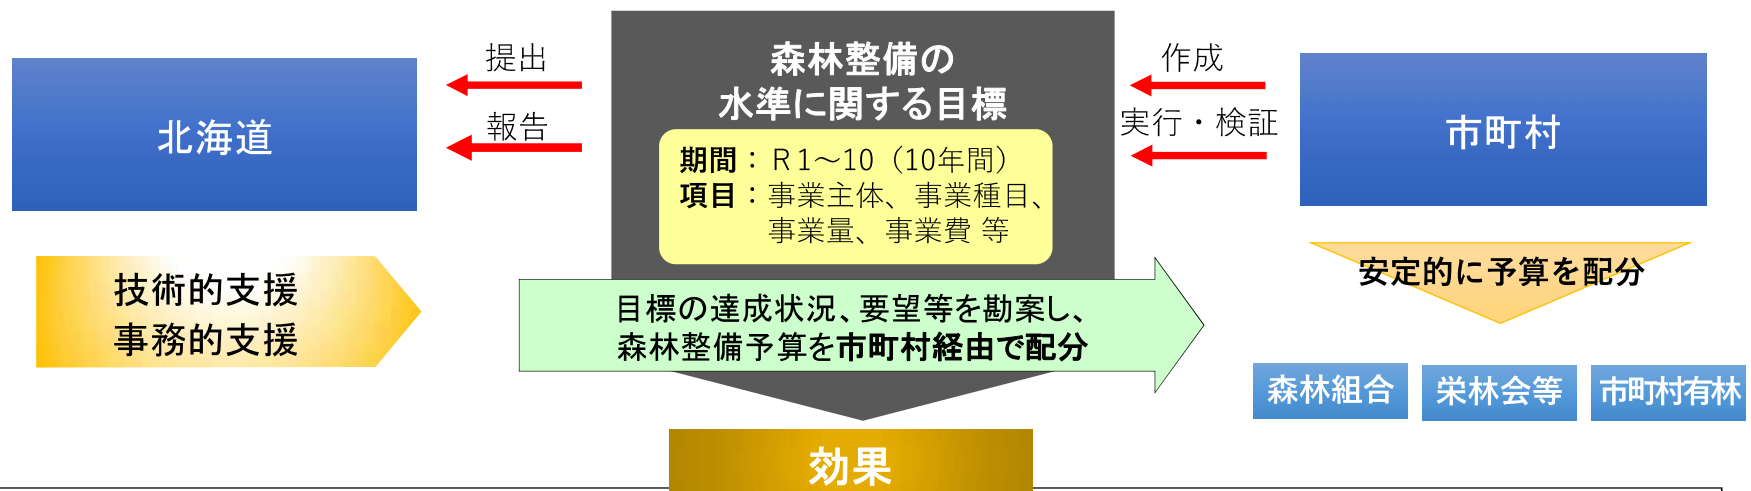 北海道
提出
報告
森林整備の
水準に関する目標
期間：Ｒ1～10（10年間）
項目：事業主体、事業種目、
事業量、事業費 等
作成
実行・検証
市町村
技術的支援
事務的支援
目標の達成状況、要望等を勘案し、
森林整備予算を市町村経由で配分
安定的に予算を配分
森林組合
栄林会等
市町村有林
効果